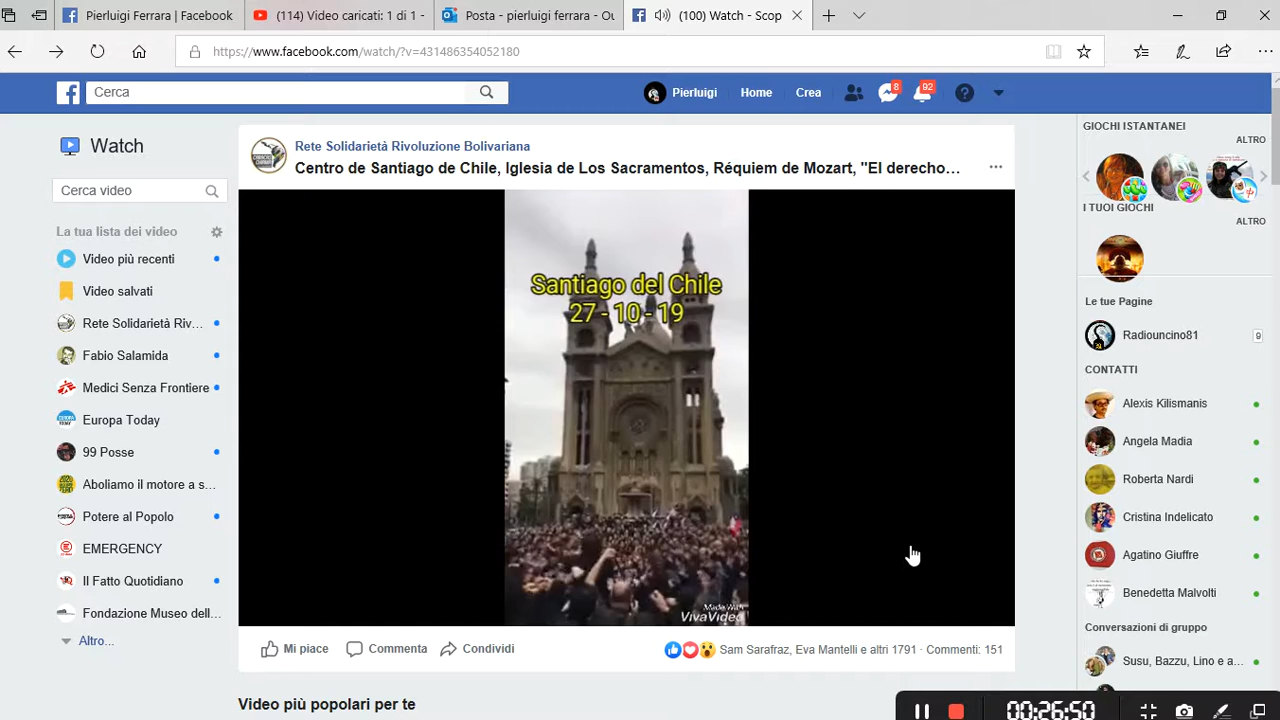 Pierluigi Ferrara | Facebook
(114) Video caricati: 1 di 1 -
Posta - pierluigi ferrara - Ou
(100) Watch - Scop
https://www.facebook.com/watch/?v=431486354052180
Cerca
Pierluigi
Home
Crea
8
92
Watch
Cerca video
La tua lista dei video
Video più recenti
Video salvati
Rete Solidarietà Riv...
Fabio Salamida
Medici Senza Frontiere
Europa Today
99 Posse
Aboliamo il motore a s...
Potere al Popolo
EMERGENCY
Il Fatto Quotidiano
Fondazione Museo dell...
Altro...
Rete Solidarietà Rivoluzione Bolivariana
Centro de Santiago de Chile, Iglesia de Los Sacramentos, Réquiem de Mozart, "El derecho...
Santiago del Chile
27 - 10 - 19
Made With
VivaVideo
Mi piace
Commenta
Condividi
Sam Sarafraz, Eva Mantelli e altri 1791 · Commenti: 151
Video più popolari per te
GIOCHI ISTANTANEI
ALTRO
I TUOI GIOCHI
ALTRO
Le tue Pagine
Radiouncino81
9
CONTATTI
Alexis Kilismanis
Angela Madia
Roberta Nardi
Cristina Indelicato
Agatino Giuffre
Benedetta Malvolti
Conversazioni di gruppo
Susu, Bazzu, Lino e a...
00:26:50